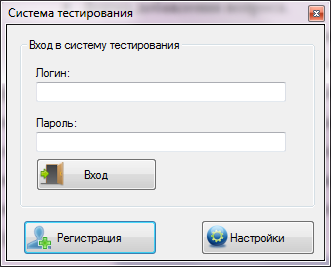 Система тестирования
Вход в систему тестирования
Логин:
Пароль:
Вход
Регистрация
Настройки